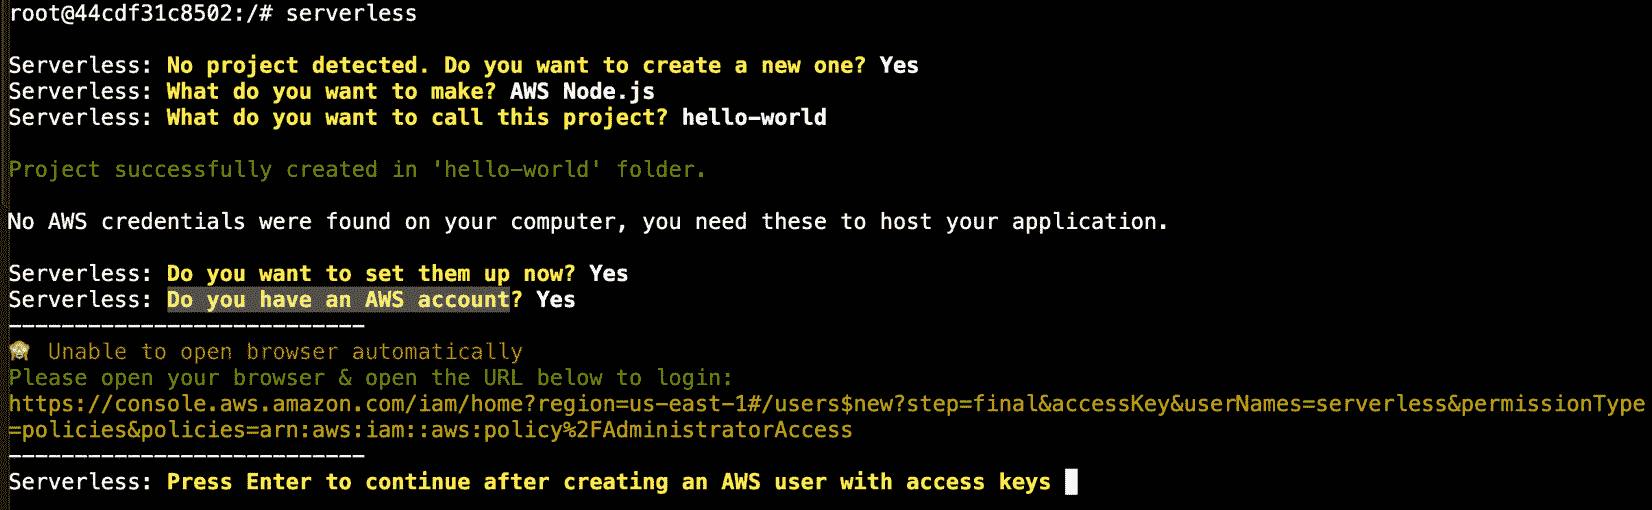 root@44cdf31c8502:/# serverless
Serverless: No project detected. Do you want to create a new one? Yes
Serverless: What do you want to make? AWS Node.js
Serverless: What do you want to call this project? hello-world
Project successfully created in 'hello-world' folder.
No AWS credentials were found on your computer, you need these to host your application.
Serverless: Do you want to set them up now? Yes
Serverless: Do you have an AWS account? Yes
---------------------------
🙈 Unable to open browser automatically
Please open your browser & open the URL below to login:
https://console.aws.amazon.com/iam/home?region=us-east-1#/users$new?step=final&accessKey&userNames=serverless&permissionType
=policies&policies=arn:aws:iam::aws:policy%2FAdministratorAccess
---------------------------
Serverless: Press Enter to continue after creating an AWS user with access keys